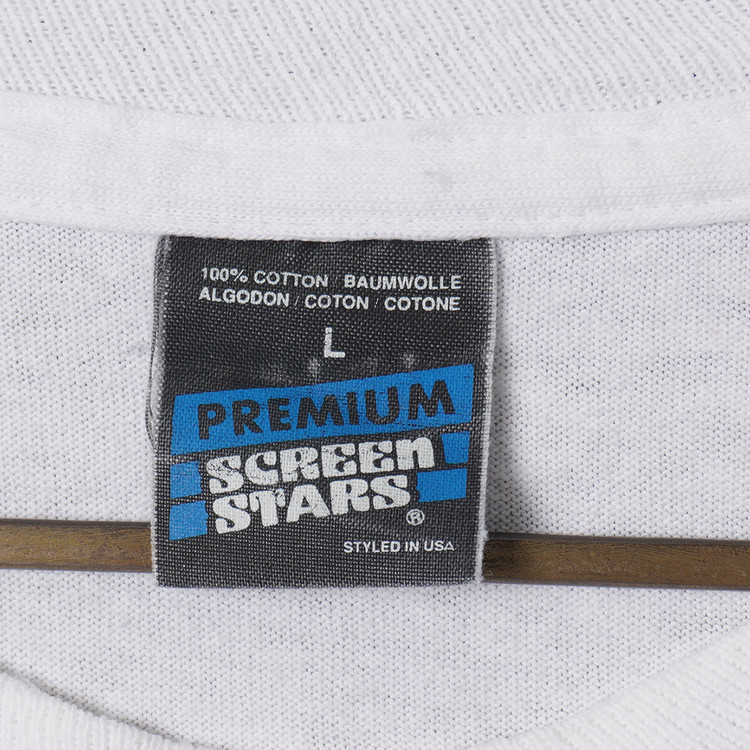 100% COTTON BAUMWOLLE
ALGODON / COTON / COTONE
L
PREMIUM
SCREEN
STARS®
STYLED IN USA